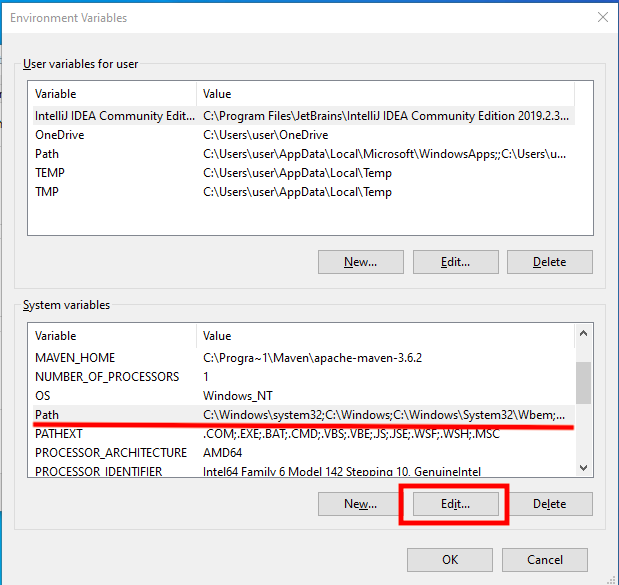 Environment Variables
User variables for user
Variable Value
IntelliJ IDEA Community Edit... C:\Program Files\JetBrains\IntelliJ IDEA Community Edition 2019.2.3...
OneDrive C:\Users\user\OneDrive
Path C:\Users\user\AppData\Local\Microsoft\WindowsApps;;C:\Users\u...
TEMP C:\Users\user\AppData\Local\Temp
TMP C:\Users\user\AppData\Local\Temp
New... Edit... Delete
System variables
Variable Value
MAVEN_HOME C:\Progra~1\Maven\apache-maven-3.6.2
NUMBER_OF_PROCESSORS 1
OS Windows_NT
Path C:\Windows\system32;C:\Windows;C:\Windows\System32\Wbem;...
PATHEXT .COM;.EXE;.BAT;.CMD;.VBS;.VBE;.JS;.JSE;.WSF;.WSH;.MSC
PROCESSOR_ARCHITECTURE AMD64
PROCESSOR_IDENTIFIER Intel64 Family 6 Model 142 Stepping 10, GenuineIntel
New... Edit... Delete
OK Cancel